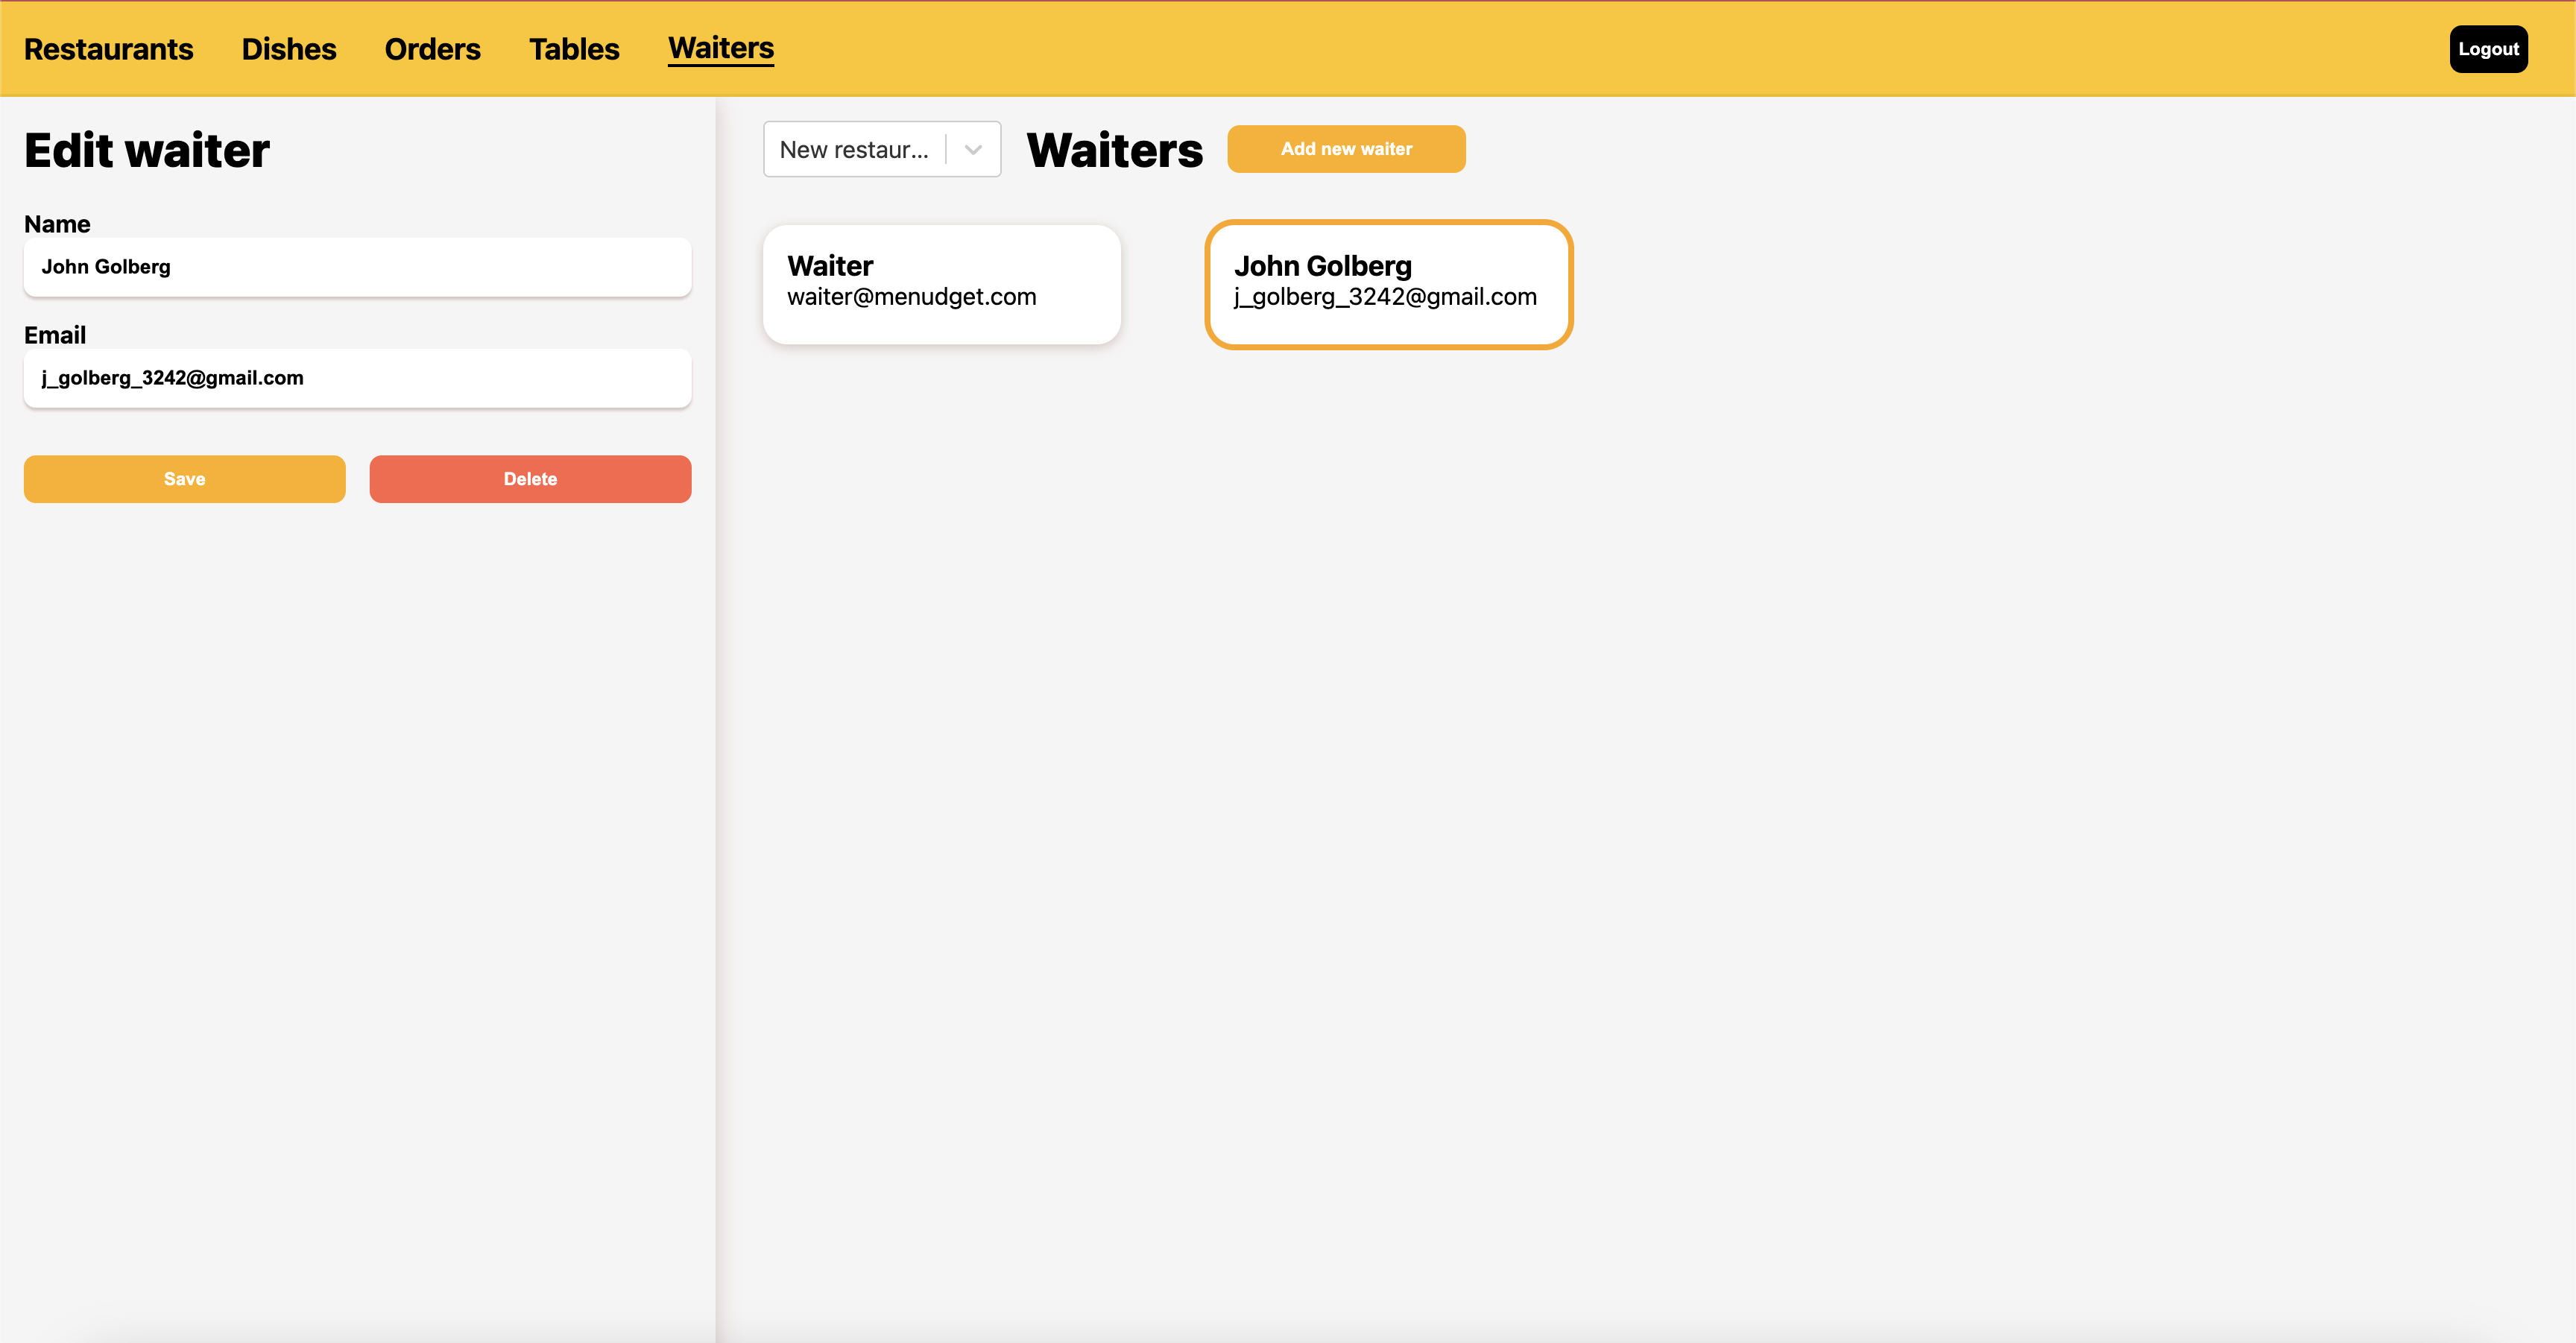 Restaurants Dishes Orders Tables Waiters Logout
Edit waiter
Name
John Golberg
Email
j_golberg_3242@gmail.com
Save Delete
New restaur... Waiters Add new waiter
Waiter
waiter@menudget.com
John Golberg
j_golberg_3242@gmail.com